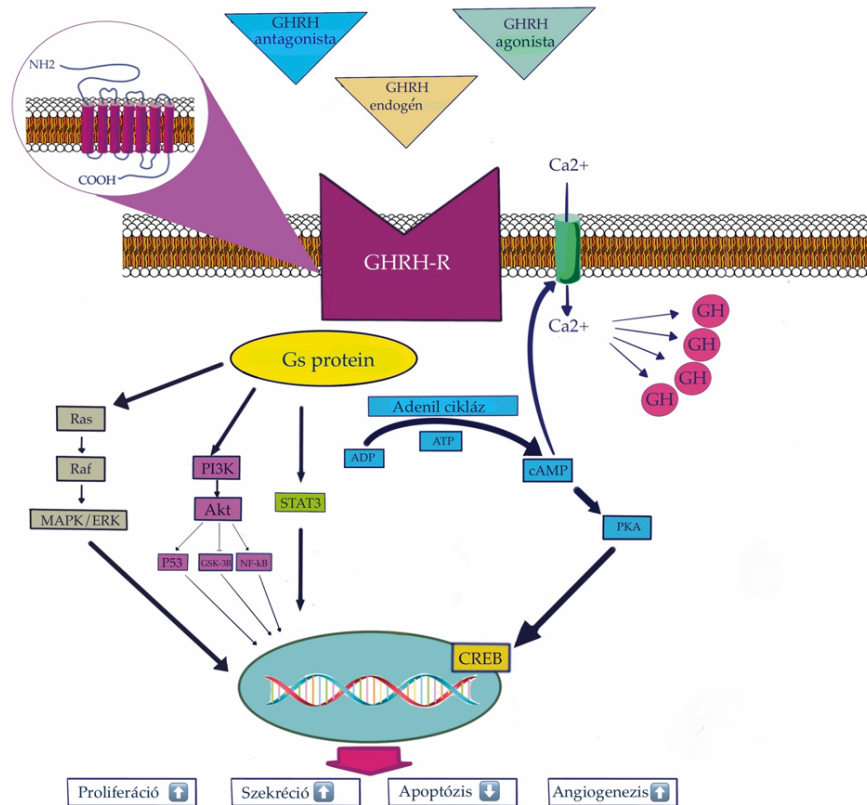 GHRH
antagonista
GHRH
agonista
GHRH
endogén
NH2
COOH
Ca2+
GHRH-R
Ca2+
GH
GH
GH
GH
Gs protein
Adenil cikláz
ADP
ATP
cAMP
PKA
Ras
Raf
MAPK/ERK
PI3K
Akt
P53
GSK-3B
NF-kB
STAT3
CREB
Proliferáció
Szekréció
Apoptózis
Angiogenezis